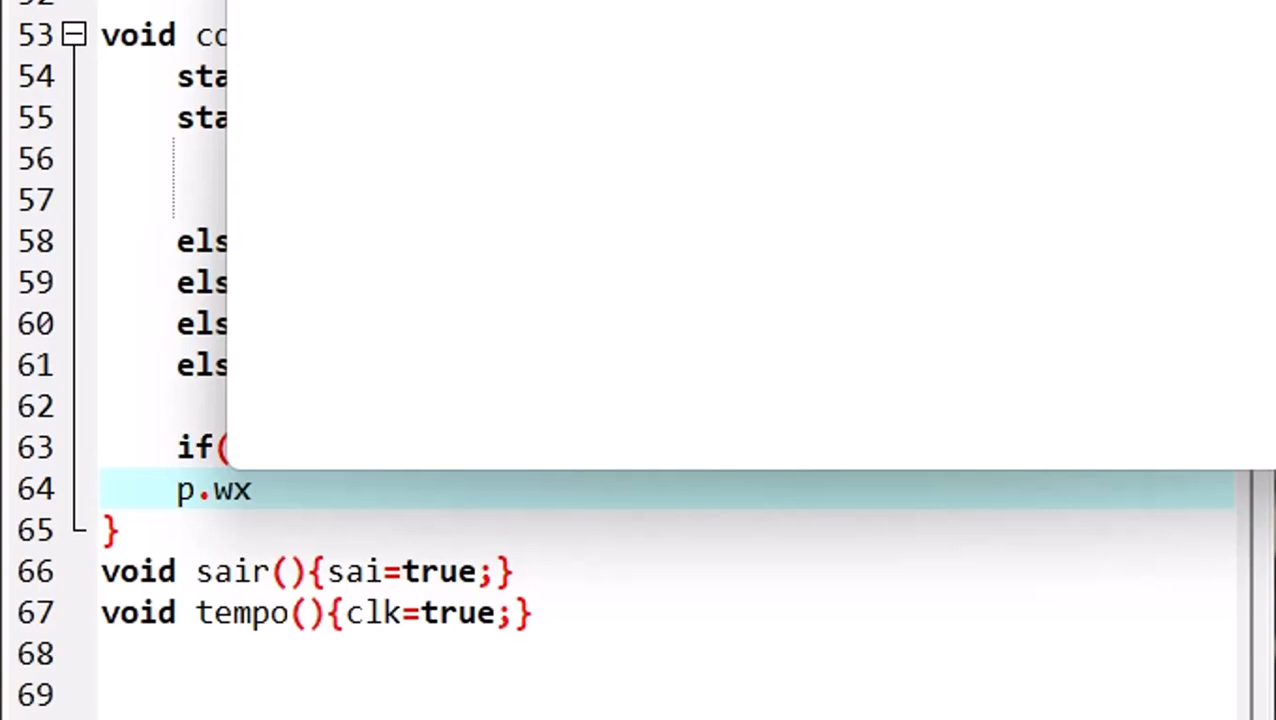 53 void co
54 sta
55 sta
56
57
58 els
59 els
60 els
61 els
62
63 if(
64 p.wx
65 }
66 void sair(){sai=true;}
67 void tempo(){clk=true;}
68
69